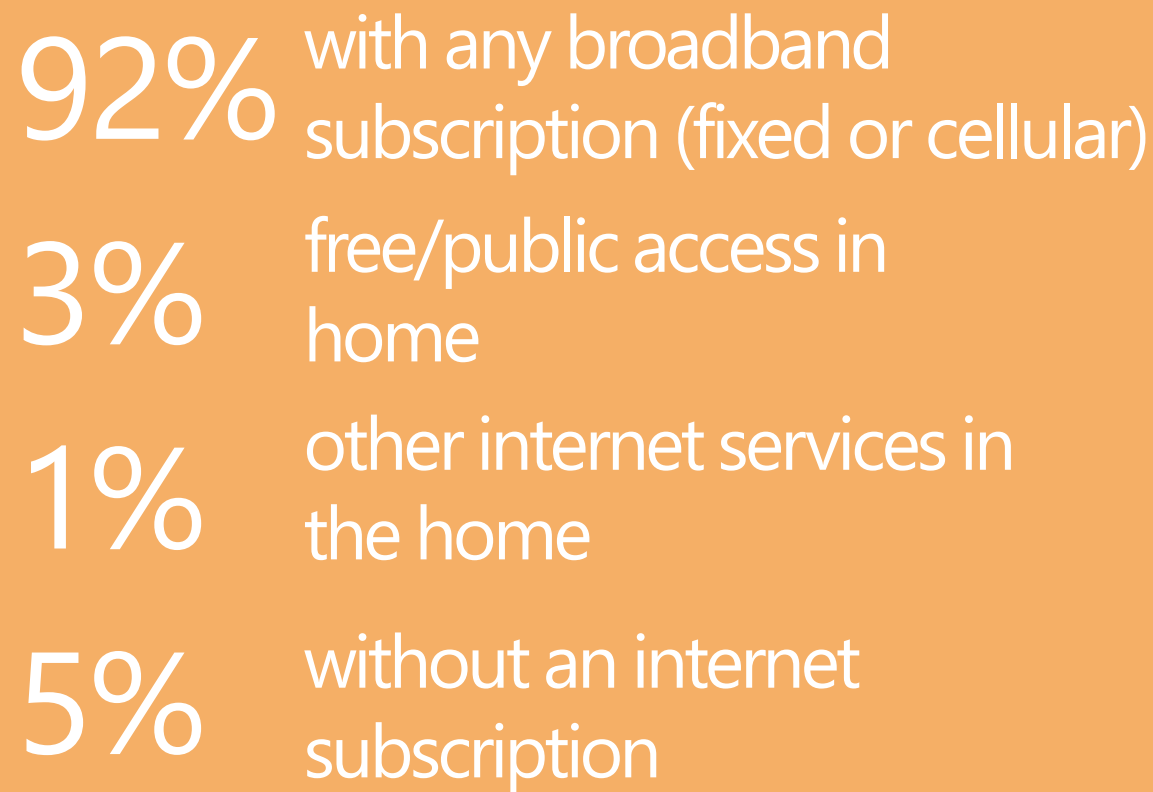 92% with any broadband
subscription (fixed or cellular)
3% free/public access in
home
1% other internet services in
the home
5% without an internet
subscription